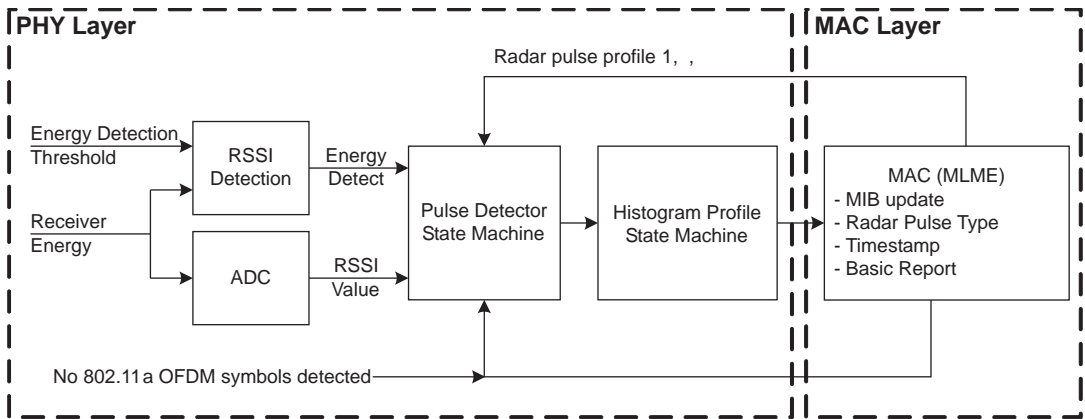 PHY Layer
MAC Layer
Radar pulse profile 1, ,
Energy Detection
Threshold
RSSI
Detection
Energy
Detect
Receiver
Energy
ADC
RSSI
Value
Pulse Detector
State Machine
Histogram Profile
State Machine
MAC (MLME)
- MIB update
- Radar Pulse Type
- Timestamp
- Basic Report
No 802.11a OFDM symbols detected